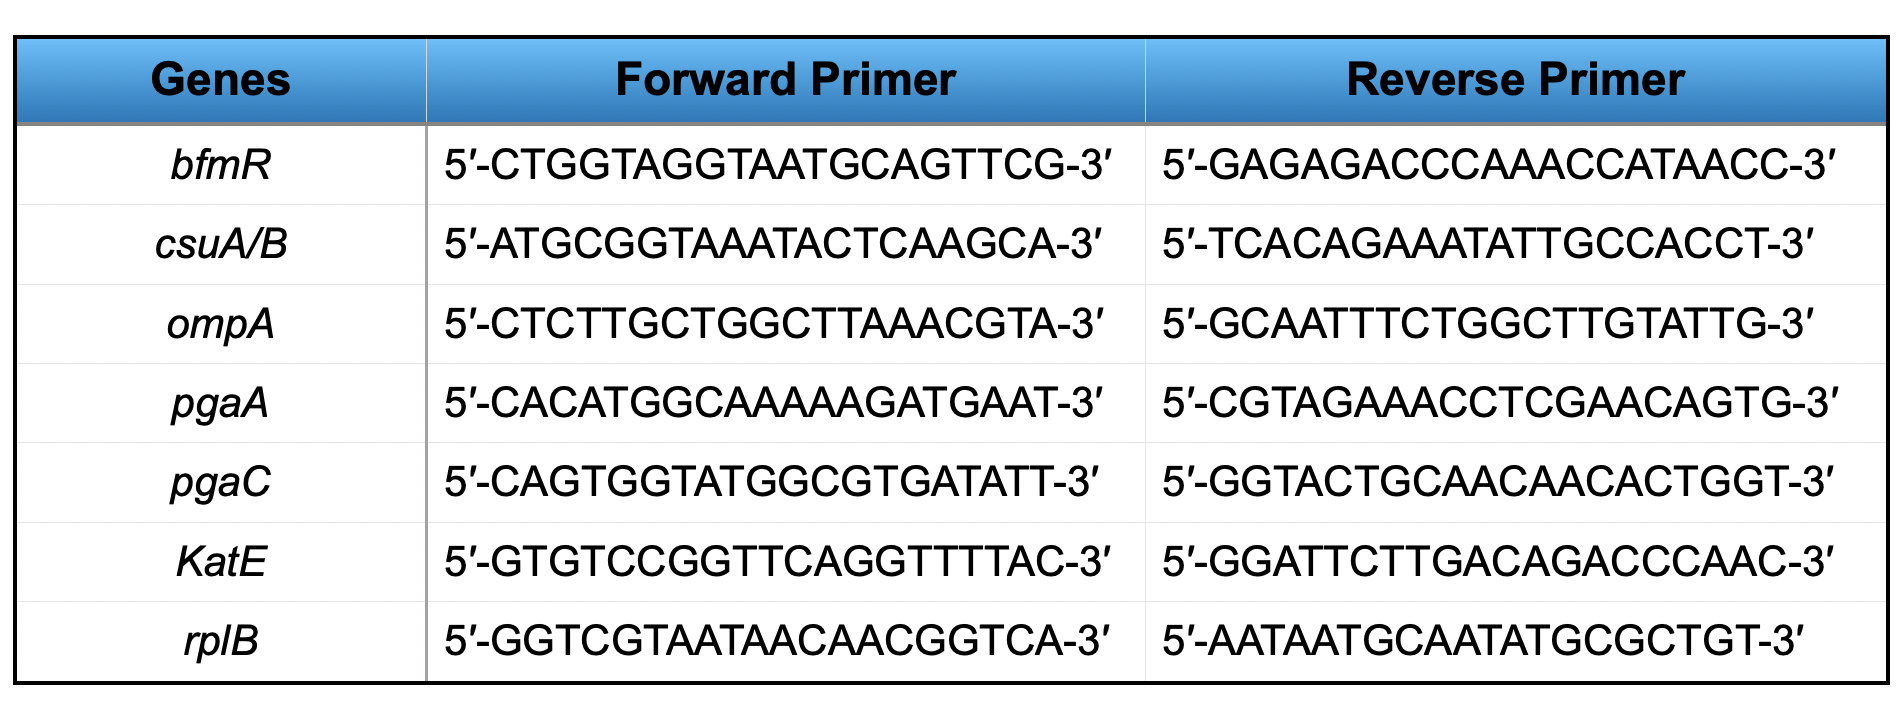 Genes Forward Primer Reverse Primer
bfmR 5′-CTGGTAGGTAATGCAGTTCG-3′ 5′-GAGAGACCCAAACCATAACC-3′
csuA/B 5′-ATGCGGTAAATACTCAAGCA-3′ 5′-TCACAGAAATATTGCCACCT-3′
ompA 5′-CTCTTGCTGGCTTAAACGTA-3′ 5′-GCAATTTCTGGCTTGTATTG-3′
pgaA 5′-CACATGGCAAAAAGATGAAT-3′ 5′-CGTAGAAACCTCGAACAGTG-3′
pgaC 5′-CAGTGGTATGGCGTGATATT-3′ 5′-GGTACTGCAACAACACTGGT-3′
KatE 5′-GTGTCCGGTTCAGGTTTTAC-3′ 5′-GGATTCTTGACAGACCCAAC-3′
rplB 5′-GGTCGTAATAACAACGGTCA-3′ 5′-AATAATGCAATATGCGCTGT-3′